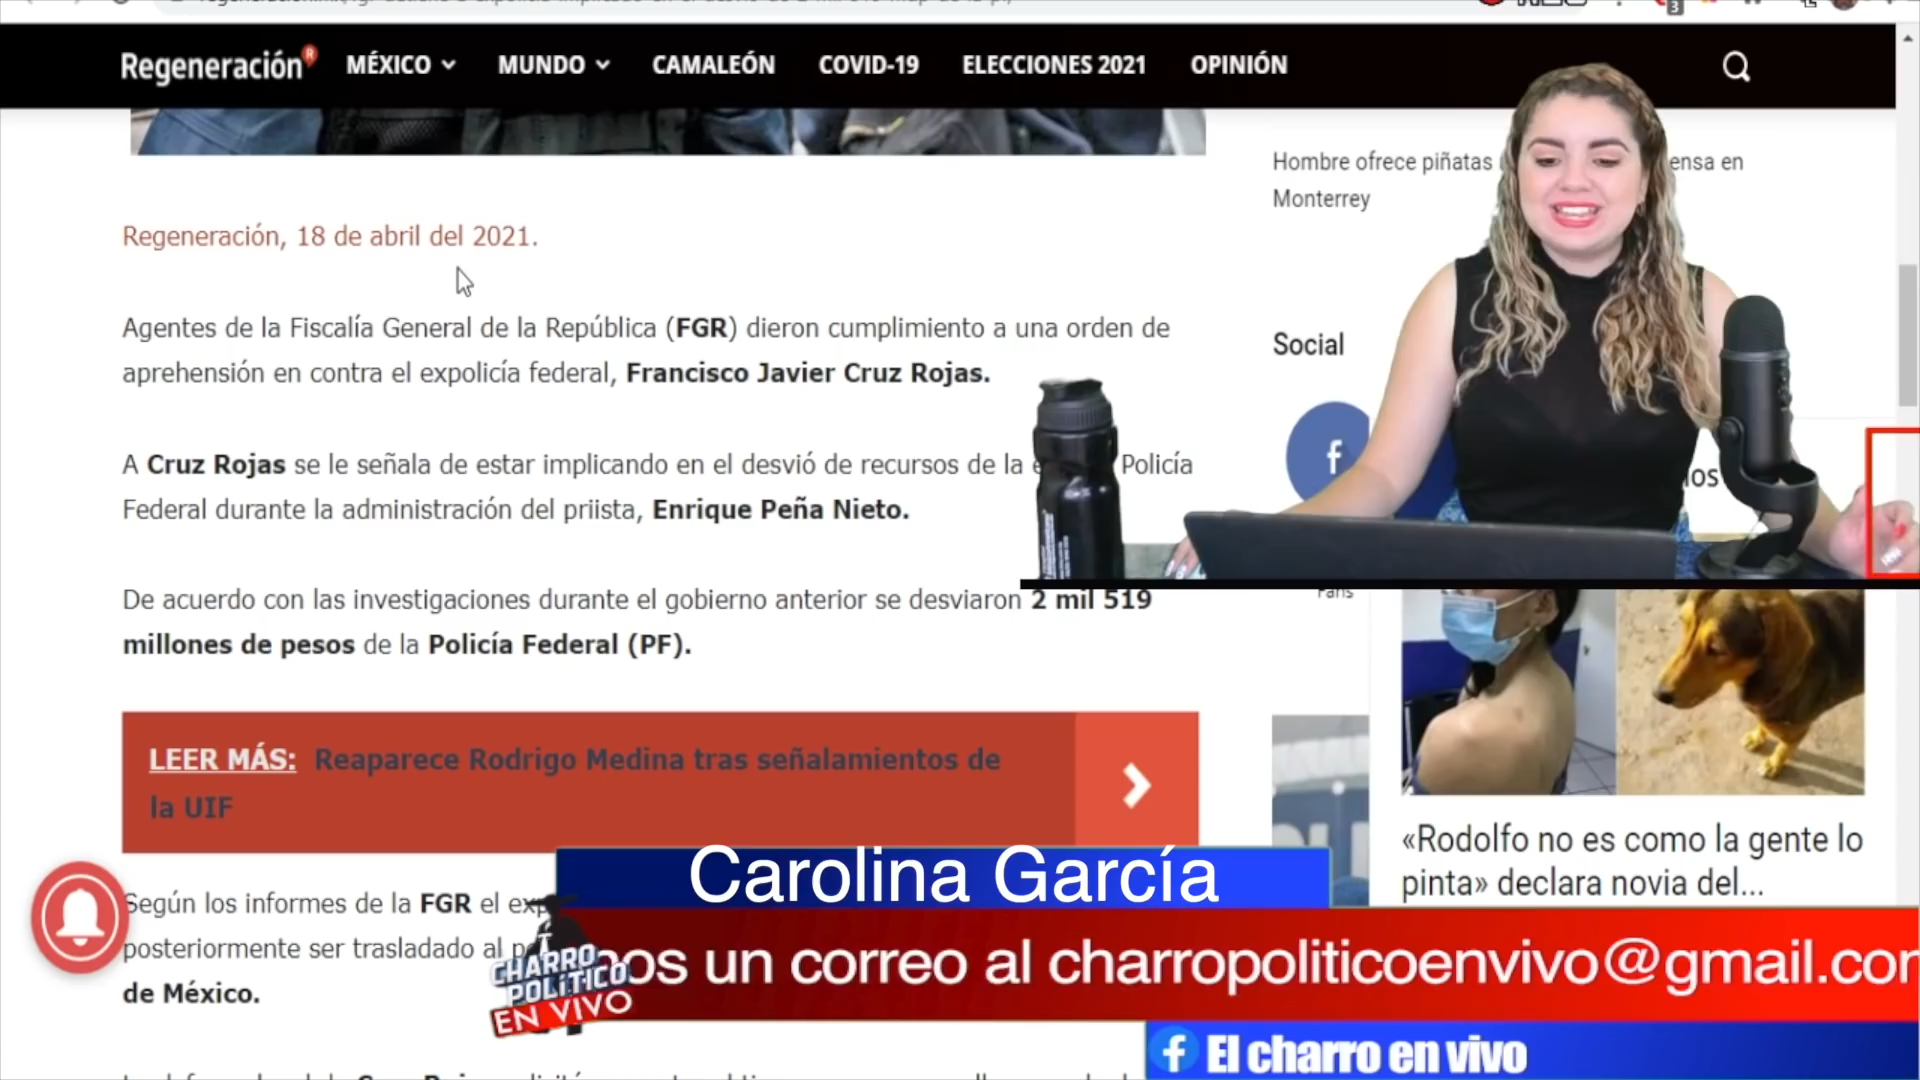 3
Regeneración
MÉXICO
MUNDO
CAMALEÓN
COVID-19
ELECCIONES 2021
OPINIÓN
Hombre ofrece piñatas ensa en
Monterrey
Regeneración, 18 de abril del 2021.
Agentes de la Fiscalía General de la República (FGR) dieron cumplimiento a una orden de
aprehensión en contra el expolicía federal, Francisco Javier Cruz Rojas.
Social
f
A Cruz Rojas se le señala de estar implicando en el desvió de recursos de la Policía
Federal durante la administración del priista, Enrique Peña Nieto.
De acuerdo con las investigaciones durante el gobierno anterior se desviaron 2 mil 519
millones de pesos de la Policía Federal (PF).
LEER MÁS: Reaparece Rodrigo Medina tras señalamientos de
la UIF
«Rodolfo no es como la gente lo
pinta» declara novia del...
Carolina García
Según los informes de la FGR el
posteriormente ser trasladado al
de México.
CHARRO
POLÍTICO
EN VIVO
os un correo al charropoliticoenvivo@gmail.co
El charro en vivo